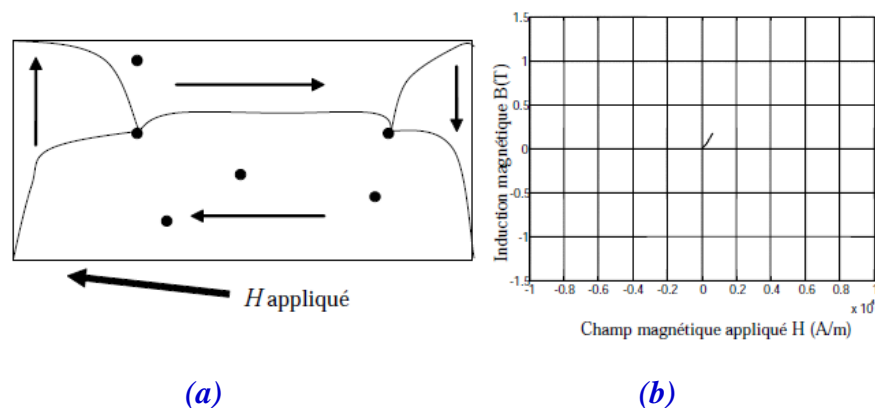 H appliqué
(a)
Induction magnétique B(T)
1.5
1
0.5
0
-0.5
-1
-1.5
-1 -0.8 -0.6 -0.4 -0.2 0 0.2 0.4 0.6 0.8
Champ magnétique appliqué H (A/m)
(b)